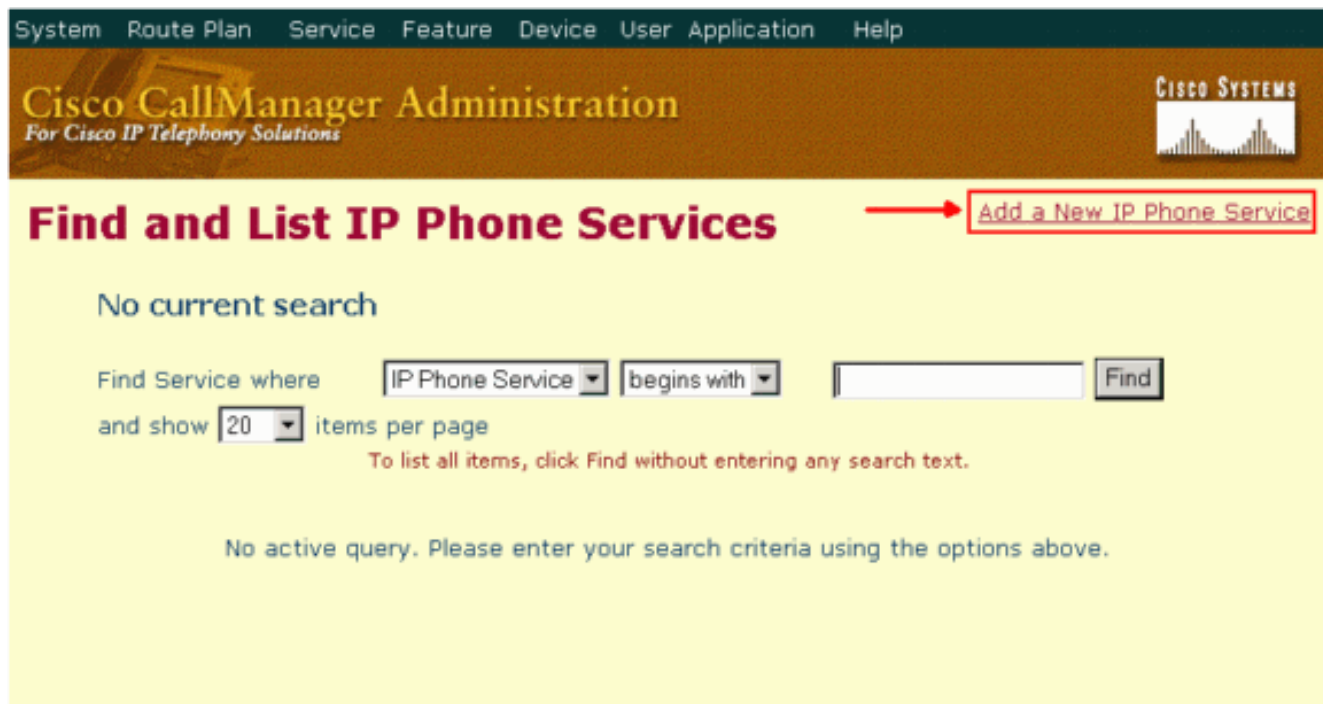 System Route Plan Service Feature Device User Application Help
Cisco CallManager Administration
For Cisco IP Telephony Solutions
CISCO SYSTEMS
Find and List IP Phone Services
Add a New IP Phone Service
No current search
Find Service where IP Phone Service begins with Find
and show 20 items per page
To list all items, click Find without entering any search text.
No active query. Please enter your search criteria using the options above.